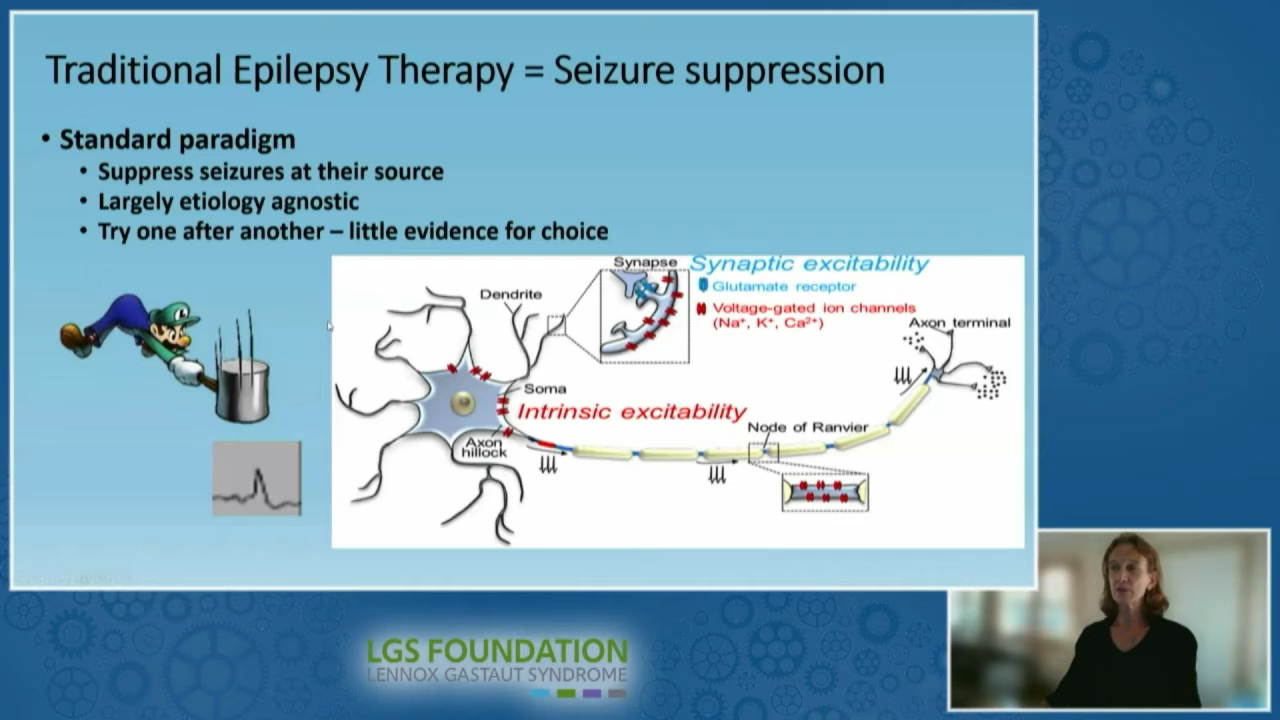 Traditional Epilepsy Therapy = Seizure suppression
• Standard paradigm
• Suppress seizures at their source
• Largely etiology agnostic
• Try one after another – little evidence for choice
Synapse
Synaptic excitability
Glutamate receptor
Voltage-gated ion channels
(Na⁺, K⁺, Ca²⁺)
Dendrite
Axon terminal
Soma
Intrinsic excitability
Axon
hillock
Node of Ranvier
LGS FOUNDATION
LENNOX GASTAUT SYNDROME